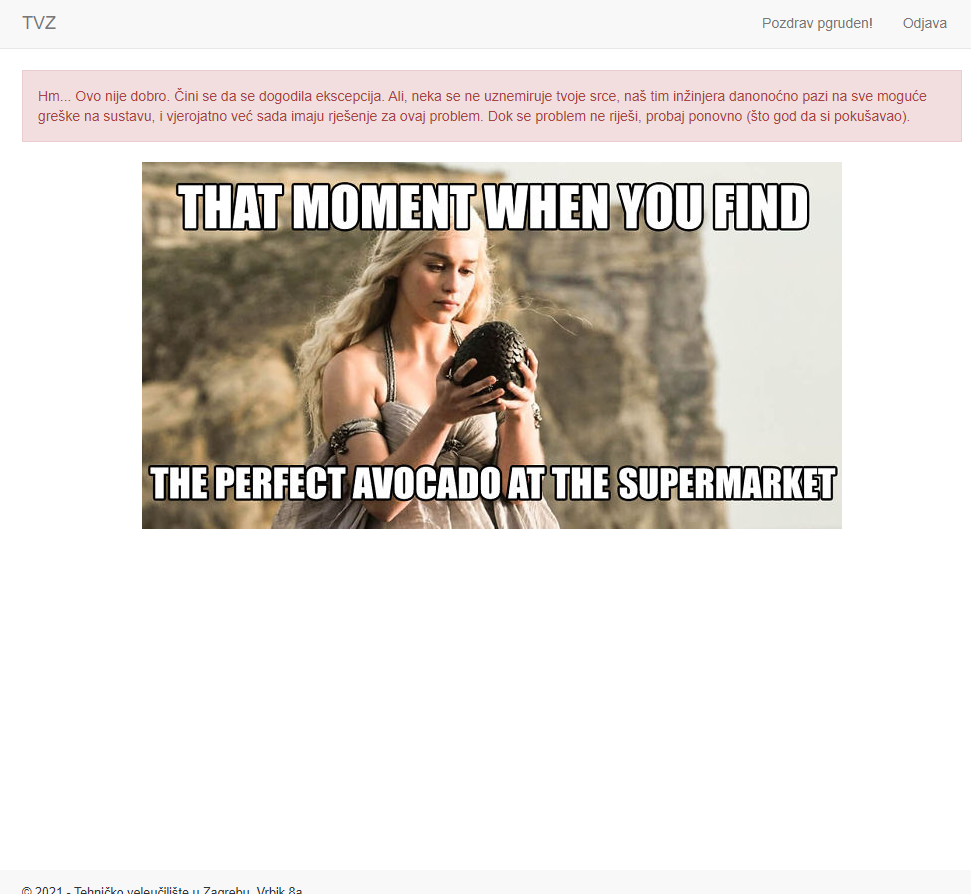 TVZ
Pozdrav pgruden!
Odjava
Hm... Ovo nije dobro. Čini se da se dogodila ekscepcija. Ali, neka se ne uznemiruje tvoje srce, naš tim inžinjera danonoćno pazi na sve moguće
greške na sustavu, i vjerojatno već sada imaju rješenje za ovaj problem. Dok se problem ne riješi, probaj ponovno (što god da si pokušavao).
THAT MOMENT WHEN YOU FIND
THE PERFECT AVOCADO AT THE SUPERMARKET
© 2021 - Tehničko veleučilište u Zagrebu, Vrbik 8a